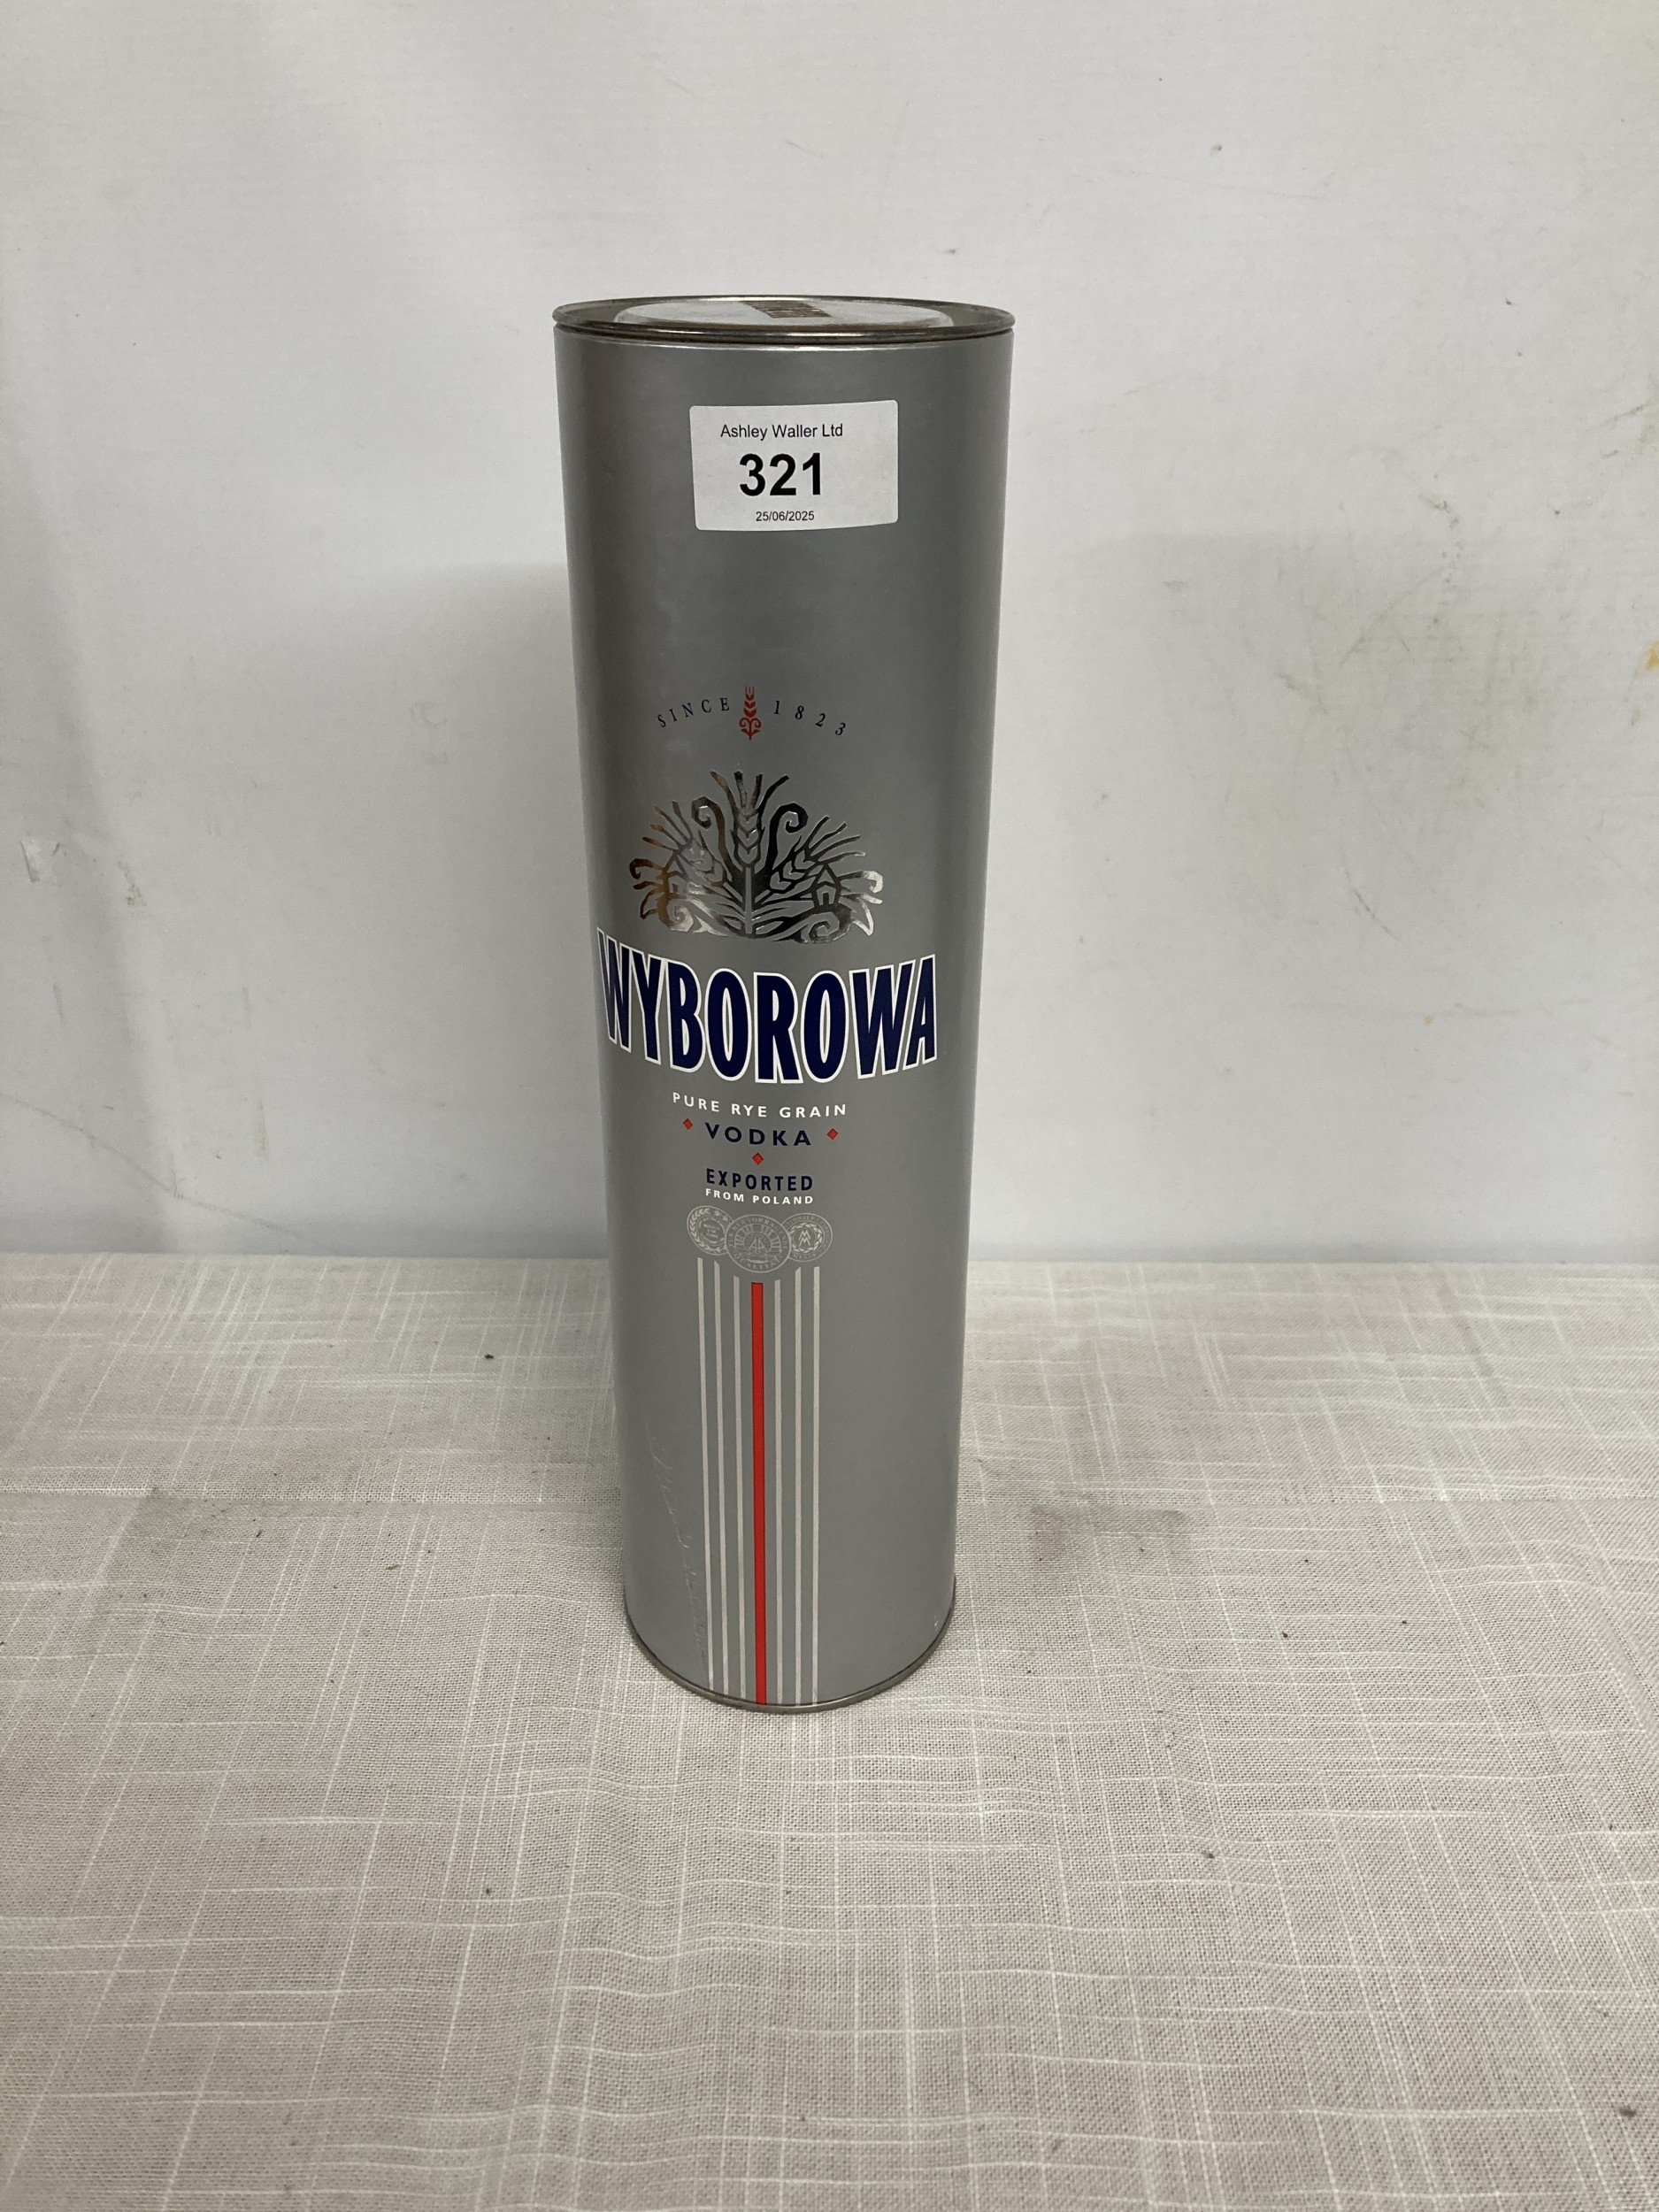 Ashley Waller Ltd
321
25/06/2025
SINCE 1823
WYBOROWA
PURE RYE GRAIN
VODKA
EXPORTED
FROM POLAND